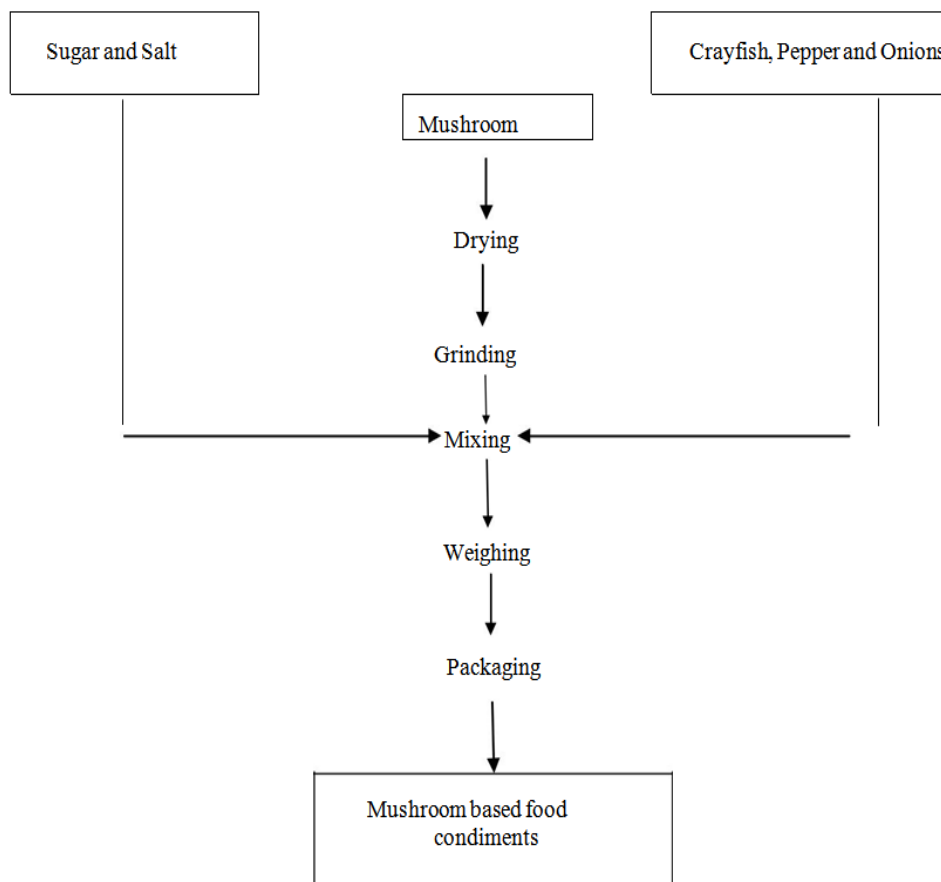 Sugar and Salt
Crayfish, Pepper and Onions
Mushroom
Drying
Grinding
Mixing
Weighing
Packaging
Mushroom based food
condiments